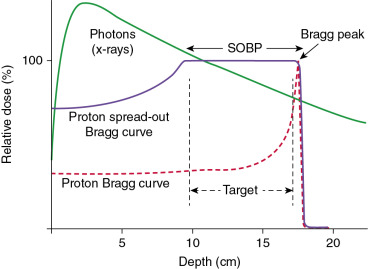 Photons
(x-rays)
SOBP
Bragg peak
100
Relative dose (%)
Proton spread-out
Bragg curve
Proton Bragg curve
Target
5
10
15
20
Depth (cm)